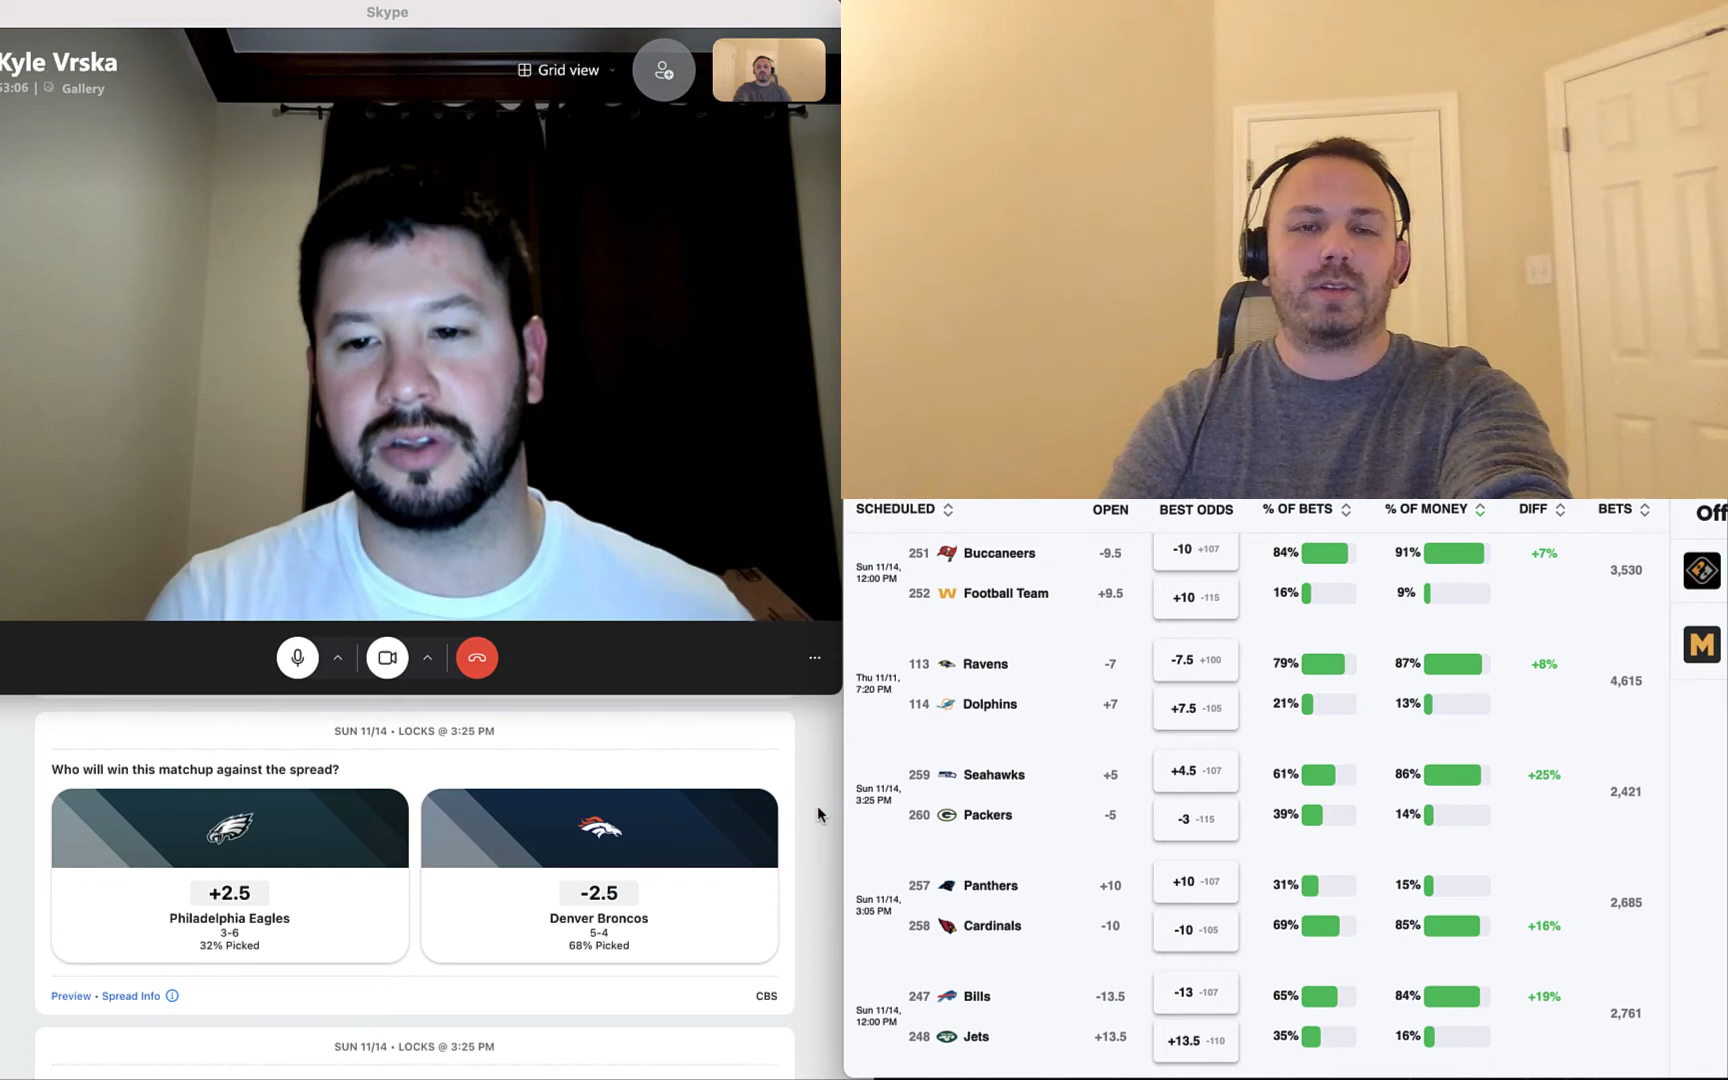 Skype
Kyle Vrska
53:06 | Gallery
Grid view
SUN 11/14 • LOCKS @ 3:25 PM
Who will win this matchup against the spread?
+2.5
Philadelphia Eagles
3-6
32% Picked
-2.5
Denver Broncos
5-4
68% Picked
Preview • Spread Info
CBS
SUN 11/14 • LOCKS @ 3:25 PM
SCHEDULED OPEN BEST ODDS % OF BETS % OF MONEY DIFF BETS Off
Sun 11/14,
12:00 PM
251 Buccaneers -9.5 -10 +107 84% 91% +7%
3,530
252 Football Team +9.5 +10 -115 16% 9%
Thu 11/11,
7:20 PM
113 Ravens -7 -7.5 +100 79% 87% +8%
4,615
114 Dolphins +7 +7.5 -105 21% 13%
Sun 11/14,
3:25 PM
259 Seahawks +5 +4.5 -107 61% 86% +25%
2,421
260 Packers -5 -3 -115 39% 14%
Sun 11/14,
3:05 PM
257 Panthers +10 +10 -107 31% 15%
2,685
258 Cardinals -10 -10 -105 69% 85% +16%
Sun 11/14,
12:00 PM
247 Bills -13.5 -13 -107 65% 84% +19%
2,761
248 Jets +13.5 +13.5 -110 35% 16%
M